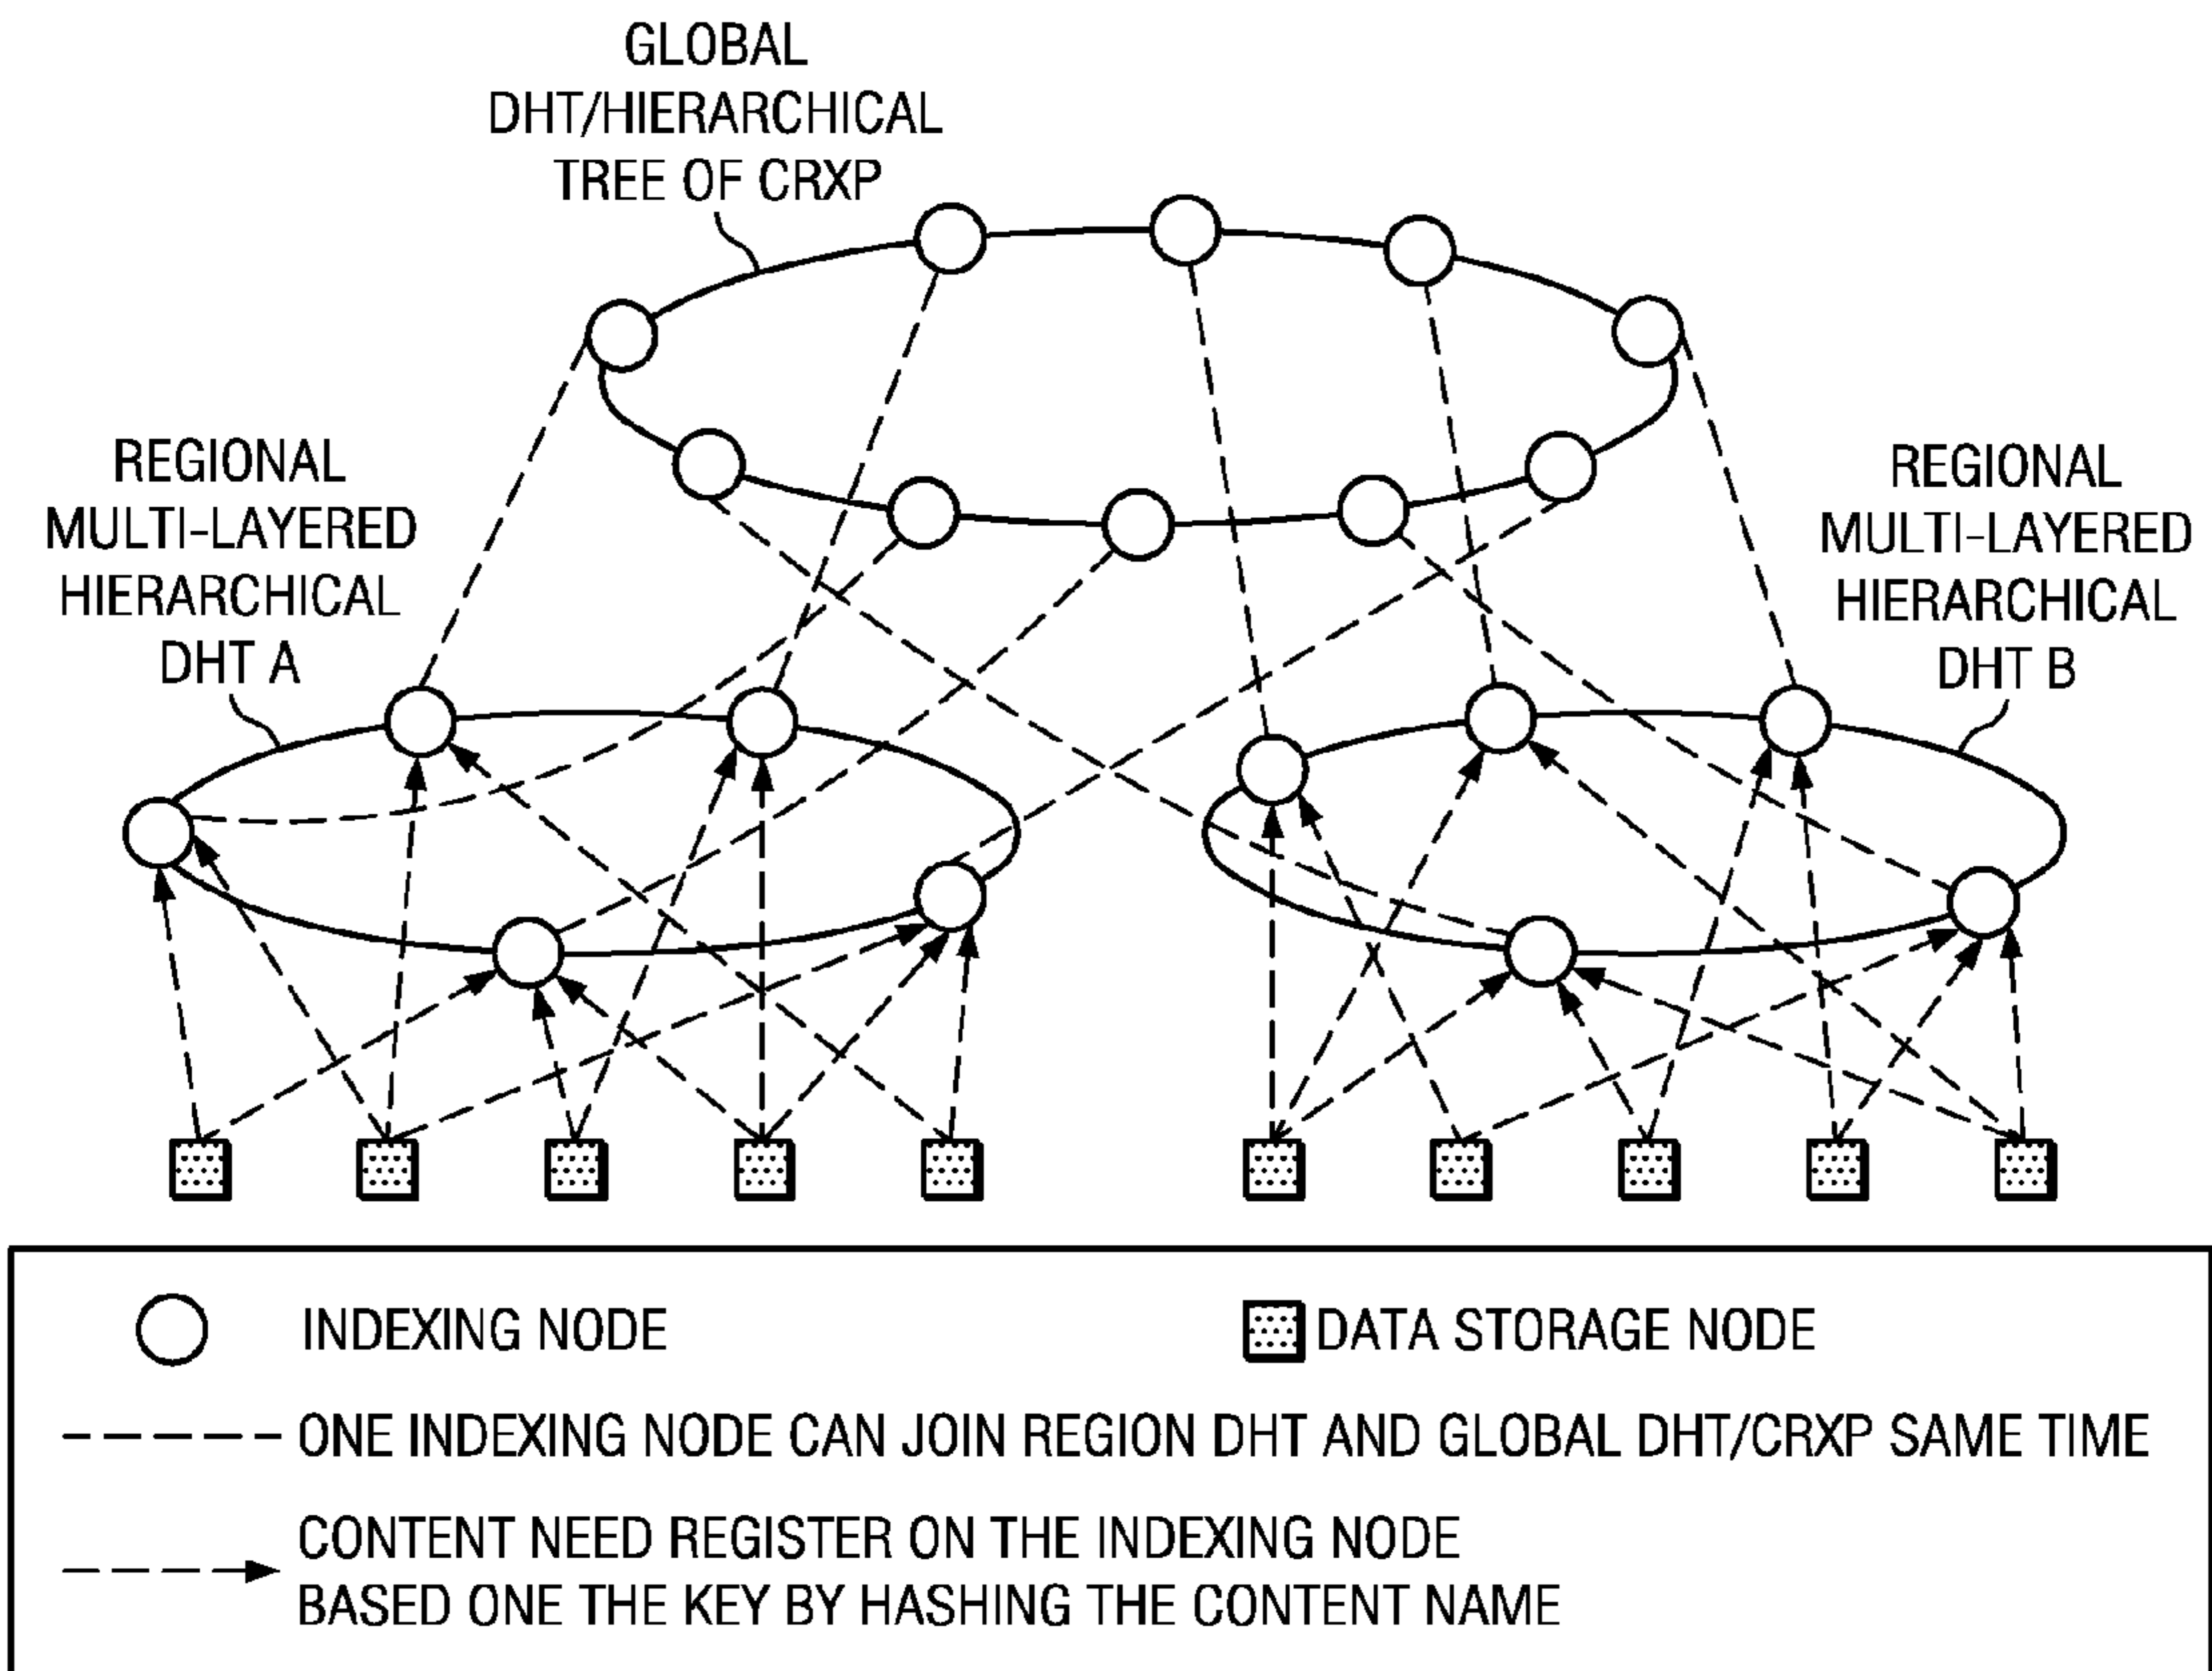 GLOBAL
DHT/HIERARCHICAL
TREE OF CRXP
REGIONAL
MULTI-LAYERED
HIERARCHICAL
DHT A
REGIONAL
MULTI-LAYERED
HIERARCHICAL
DHT B
INDEXING NODE
DATA STORAGE NODE
ONE INDEXING NODE CAN JOIN REGION DHT AND GLOBAL DHT/CRXP SAME TIME
CONTENT NEED REGISTER ON THE INDEXING NODE
BASED ONE THE KEY BY HASHING THE CONTENT NAME